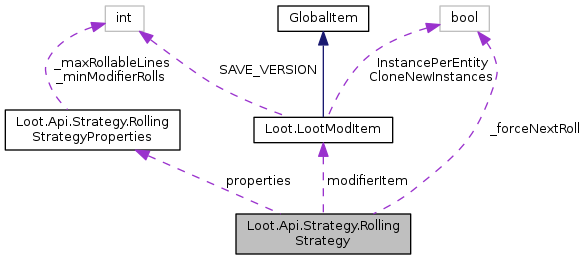 int
GlobalItem
bool
_maxRollableLines
_minModifierRolls
SAVE_VERSION
InstancePerEntity
CloneNewInstances
Loot.Api.Strategy.Rolling
StrategyProperties
Loot.LootModItem
_forceNextRoll
properties
modifierItem
Loot.Api.Strategy.Rolling
Strategy